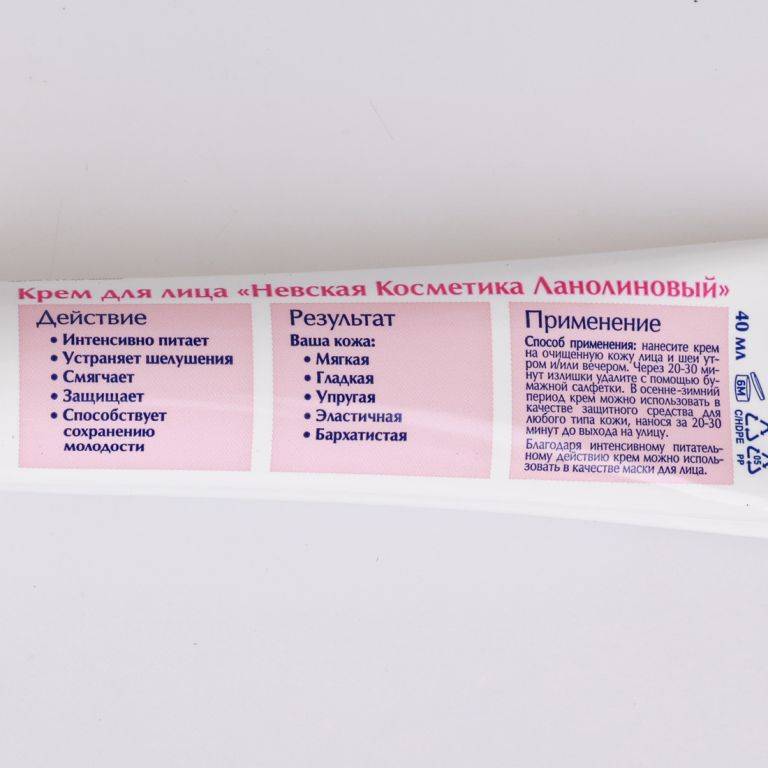 Крем для лица «Невская Косметика Ланолиновый»
Действие
• Интенсивно питает
• Устраняет шелушения
• Смягчает
• Защищает
• Способствует
сохранению
молодости
Результат
Ваша кожа:
• Мягкая
• Гладкая
• Упругая
• Эластичная
• Бархатистая
Применение
Способ применения: нанесите крем
на очищенную кожу лица и шеи ут-
ром и/или вечером. Через 20-30 ми-
нут излишки удалите с помощью бу-
мажной салфетки. В осенне-зимний
период крем можно использовать в
качестве защитного средства для
любого типа кожи, нанося за 20-30
минут до выхода на улицу.
Благодаря интенсивному питатель-
ному действию крем можно исполь-
зовать в качестве маски для лица.
40 мл
6M
C/HDPE
05
PP